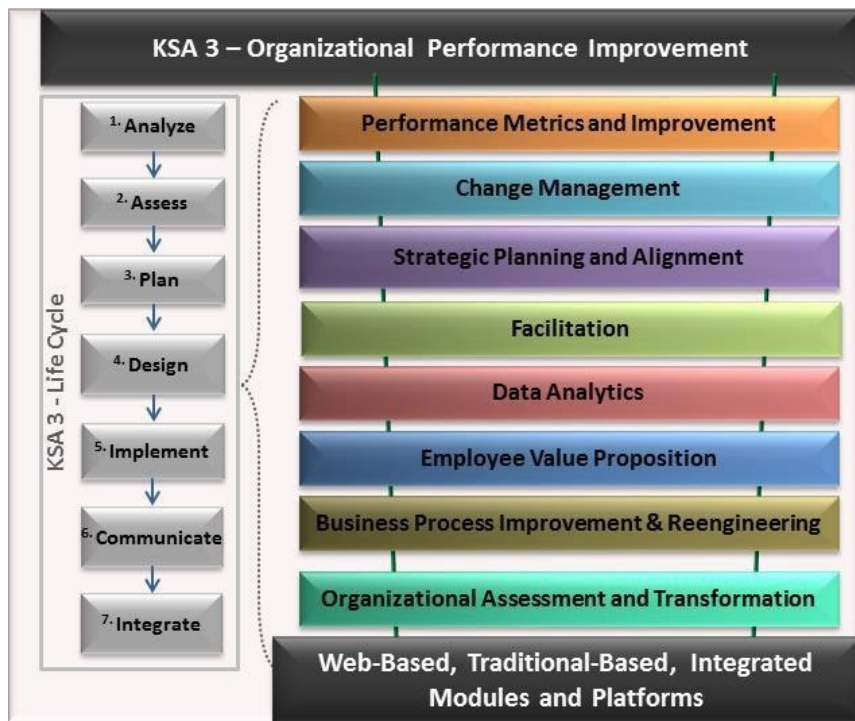 KSA 3 – Organizational Performance Improvement
KSA 3 - Life Cycle
1. Analyze
2. Assess
3. Plan
4. Design
5. Implement
6. Communicate
7. Integrate
Performance Metrics and Improvement
Change Management
Strategic Planning and Alignment
Facilitation
Data Analytics
Employee Value Proposition
Business Process Improvement & Reengineering
Organizational Assessment and Transformation
Web-Based, Traditional-Based, Integrated
Modules and Platforms